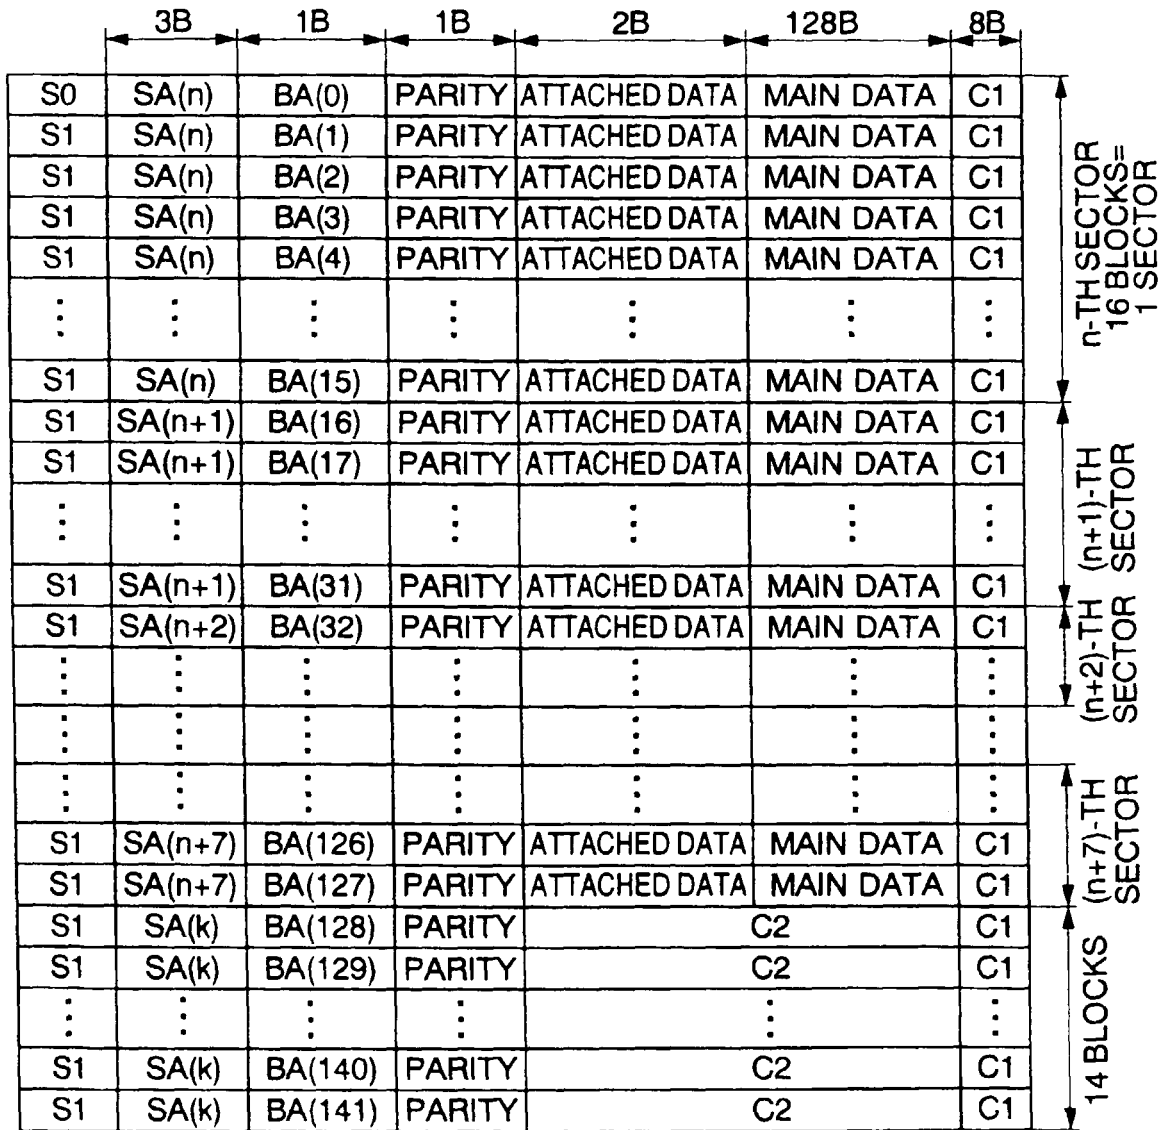 3B 1B 1B 2B 128B 8B
S0 SA(n) BA(0) PARITY ATTACHED DATA MAIN DATA C1
S1 SA(n) BA(1) PARITY ATTACHED DATA MAIN DATA C1
S1 SA(n) BA(2) PARITY ATTACHED DATA MAIN DATA C1
S1 SA(n) BA(3) PARITY ATTACHED DATA MAIN DATA C1
S1 SA(n) BA(4) PARITY ATTACHED DATA MAIN DATA C1
S1 SA(n) BA(15) PARITY ATTACHED DATA MAIN DATA C1
n-TH SECTOR
16 BLOCKS=
1 SECTOR
S1 SA(n+1) BA(16) PARITY ATTACHED DATA MAIN DATA C1
S1 SA(n+1) BA(17) PARITY ATTACHED DATA MAIN DATA C1
S1 SA(n+1) BA(31) PARITY ATTACHED DATA MAIN DATA C1
(n+1)-TH
SECTOR
S1 SA(n+2) BA(32) PARITY ATTACHED DATA MAIN DATA C1
(n+2)-TH
SECTOR
S1 SA(n+7) BA(126) PARITY ATTACHED DATA MAIN DATA C1
S1 SA(n+7) BA(127) PARITY ATTACHED DATA MAIN DATA C1
(n+7)-TH
SECTOR
S1 SA(k) BA(128) PARITY C2 C1
S1 SA(k) BA(129) PARITY C2 C1
S1 SA(k) BA(140) PARITY C2 C1
S1 SA(k) BA(141) PARITY C2 C1
14 BLOCKS